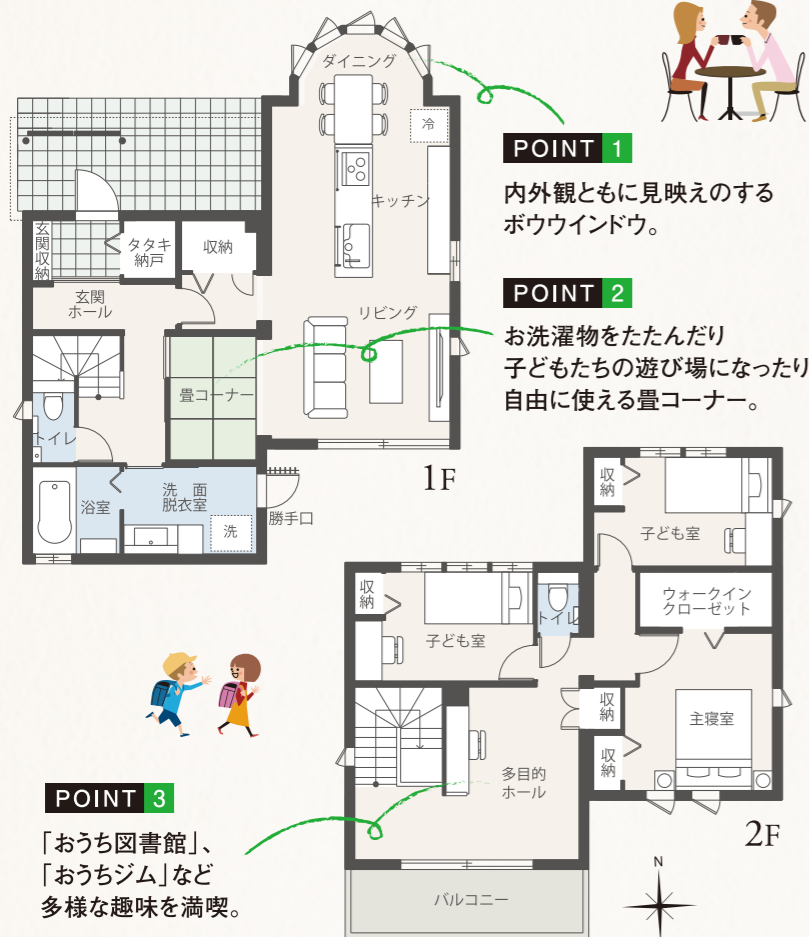 ダイニング
冷
キッチン
POINT 1
内外観ともに見映えのする
ボウウインドウ。
玄関収納
タタキ
納戸
収納
玄関
ホール
リビング
POINT 2
お洗濯物をたたんだり
子どもたちの遊び場になったり
自由に使える畳コーナー。
畳コーナー
トイレ
1F
浴室
洗 面
脱衣室
洗
勝手口
収納
子ども室
ウォークイン
クローゼット
収納
子ども室
トイレ
収納
主寝室
収納
多目的
ホール
2F
POINT 3
「おうち図書館」、
「おうちジム」など
多様な趣味を満喫。
バルコニー
N